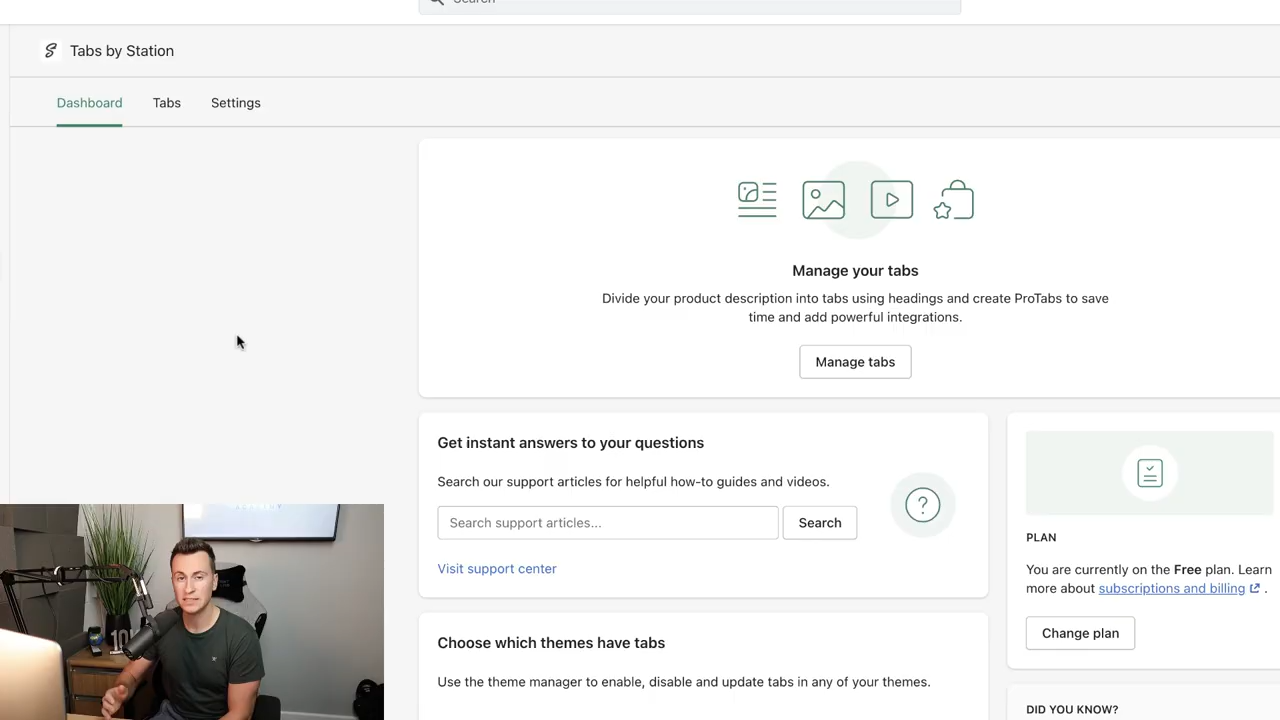 Search
Tabs by Station
Dashboard
Tabs
Settings
Manage your tabs
Divide your product description into tabs using headings and create ProTabs to save
time and add powerful integrations.
Manage tabs
Get instant answers to your questions
Search our support articles for helpful how-to guides and videos.
Search support articles...
Search
Visit support center
PLAN
You are currently on the Free plan. Learn
more about subscriptions and billing .
Change plan
Choose which themes have tabs
Use the theme manager to enable, disable and update tabs in any of your themes.
DID YOU KNOW?